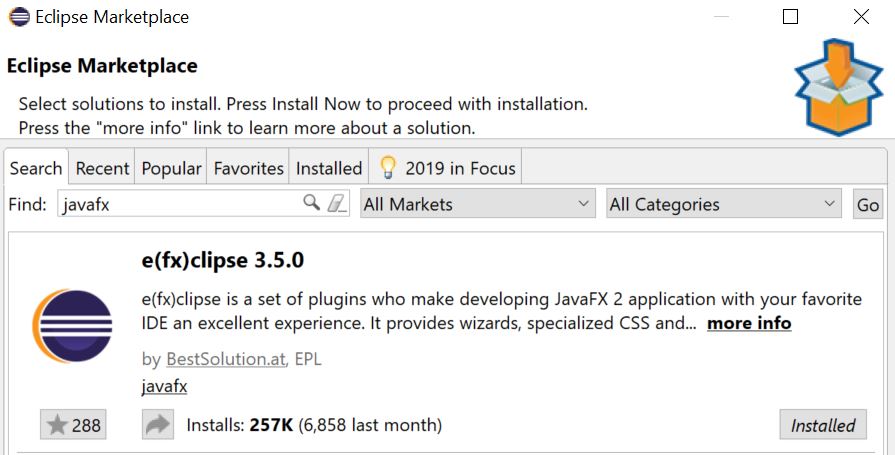 Eclipse Marketplace
Eclipse Marketplace
Select solutions to install. Press Install Now to proceed with installation.
Press the "more info" link to learn more about a solution.
Search Recent Popular Favorites Installed 2019 in Focus
Find: javafx All Markets All Categories Go
e(fx)clipse 3.5.0
e(fx)clipse is a set of plugins who make developing JavaFX 2 application with your favorite
IDE an excellent experience. It provides wizards, specialized CSS and... more info
by BestSolution.at, EPL
javafx
288 Installs: 257K (6,858 last month) Installed